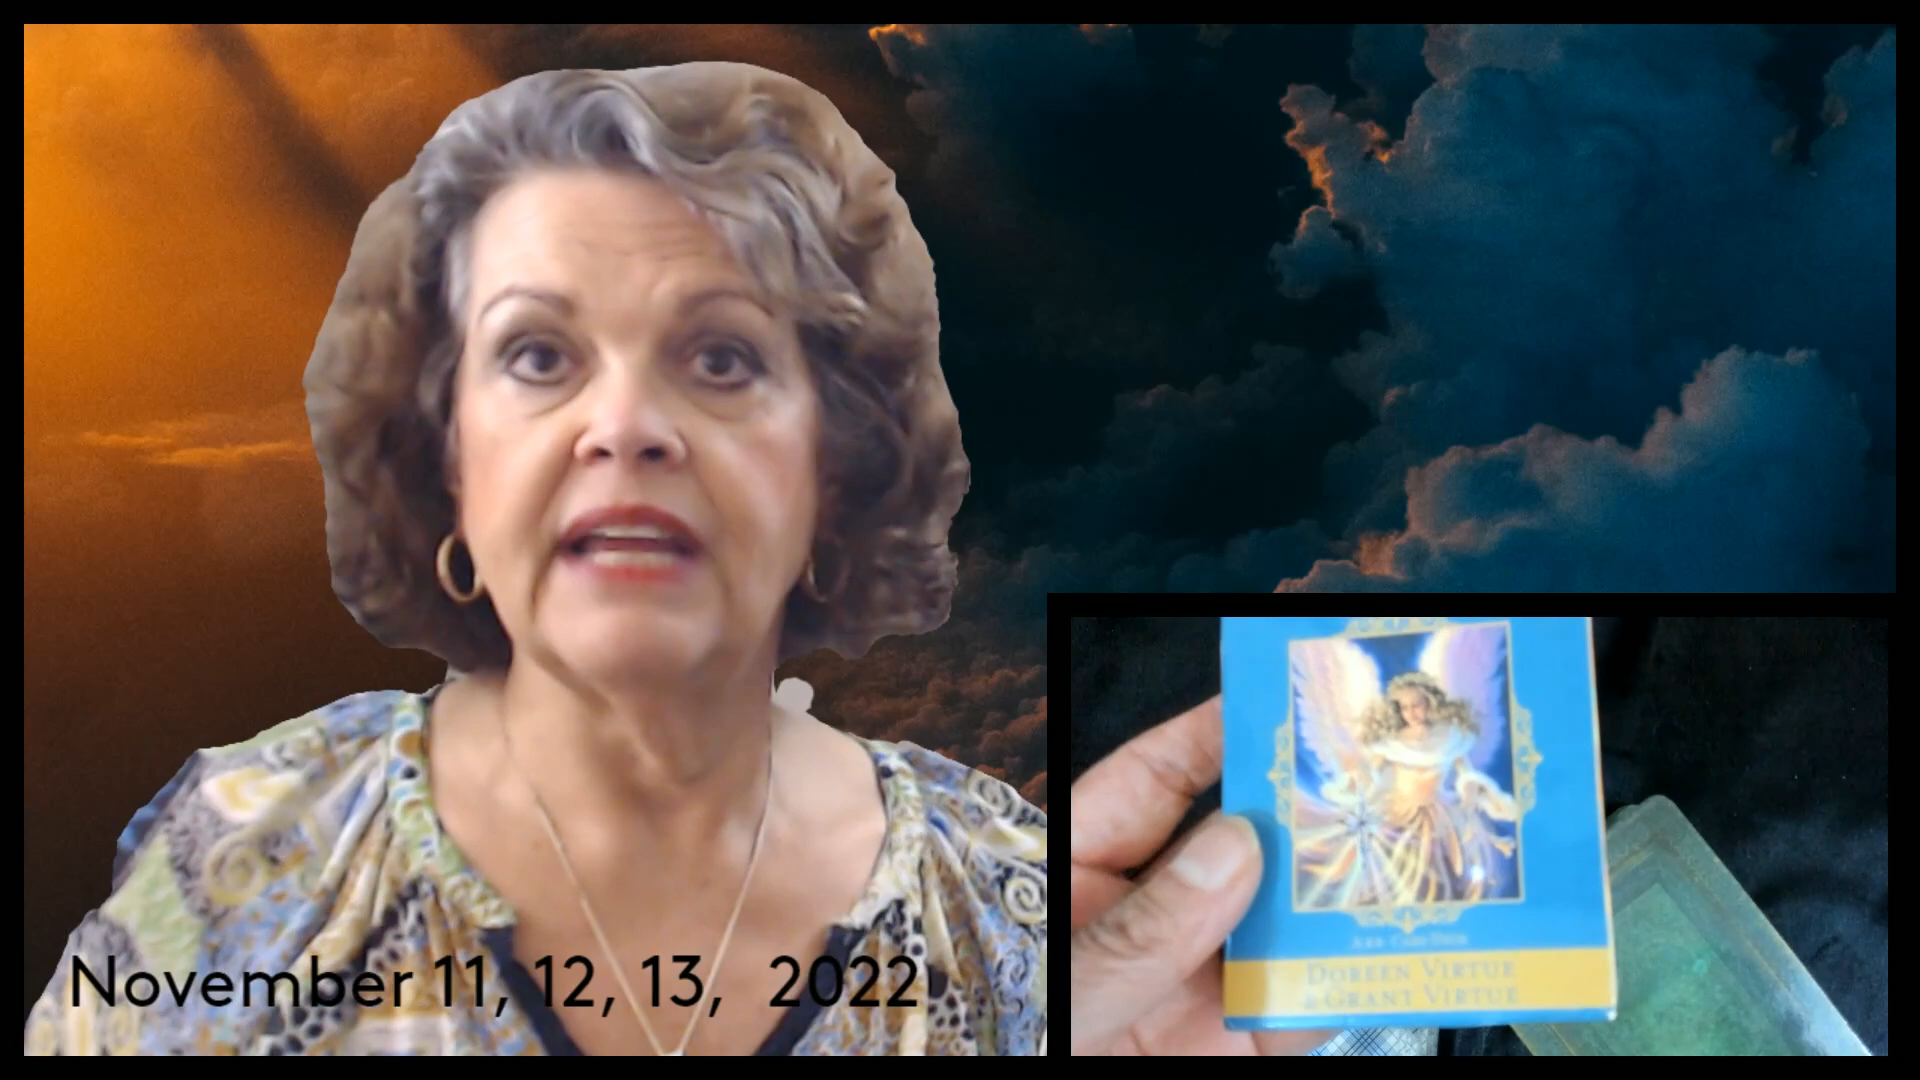 November 11, 12, 13, 2022
DOREEN VIRTUE
& GRANT VIRTUE